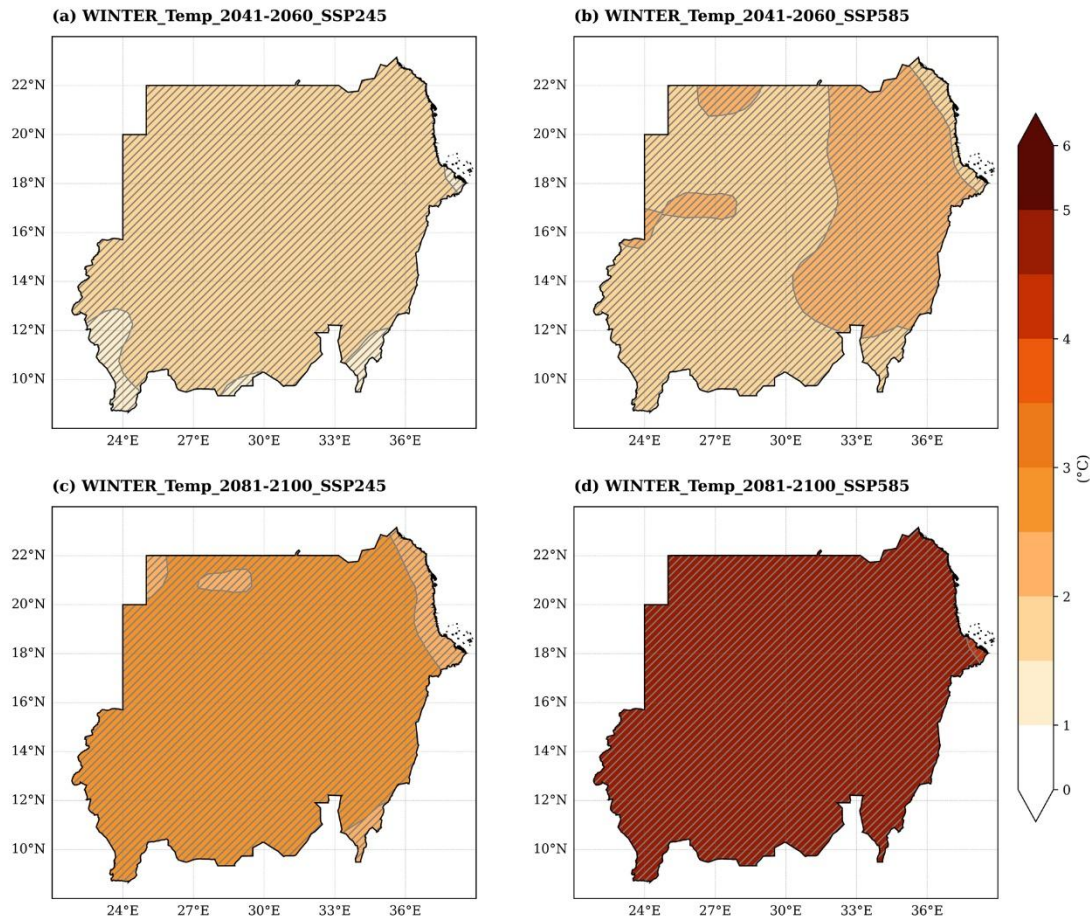 (a) WINTER_Temp_2041-2060_SSP245
(b) WINTER_Temp_2041-2060_SSP585
22°N
20°N
18°N
16°N
14°N
12°N
10°N
24°E 27°E 30°E 33°E 36°E
22°N
20°N
18°N
16°N
14°N
12°N
10°N
24°E 27°E 30°E 33°E 36°E
(c) WINTER_Temp_2081-2100_SSP245
(d) WINTER_Temp_2081-2100_SSP585
22°N
20°N
18°N
16°N
14°N
12°N
10°N
24°E 27°E 30°E 33°E 36°E
22°N
20°N
18°N
16°N
14°N
12°N
10°N
24°E 27°E 30°E 33°E 36°E
6
5
4
3
2
1
0
(°C)